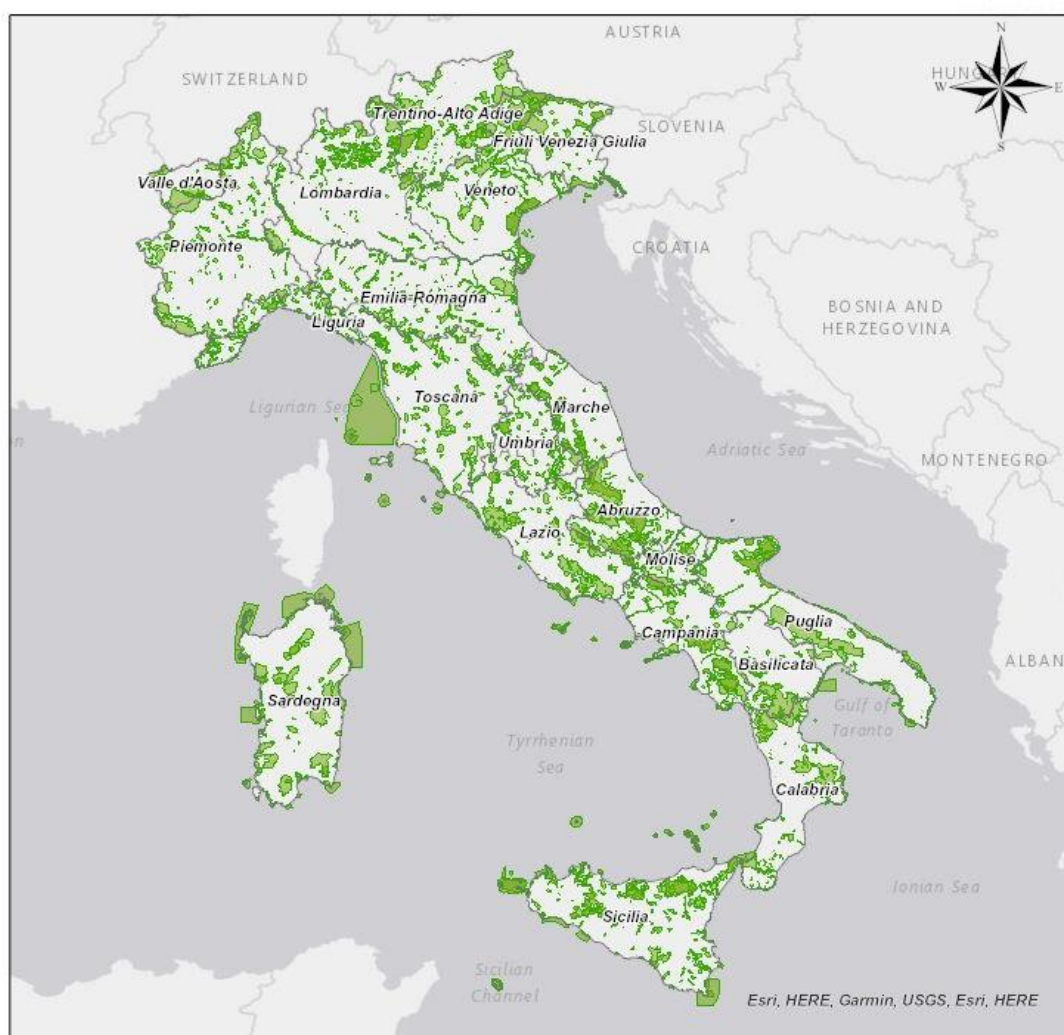 AUSTRIA
N
SWITZERLAND
W
E
S
Trentino-Alto Adige
SLOVENIA
Friuli Venezia Giulia
Valle d'Aosta
Lombardia
Veneto
Piemonte
CROATIA
Emilia-Romagna
BOSNIA AND
HERZEGOVINA
Liguria
Ligurian Sea
Toscana
Marche
Umbria
Adriatic Sea
MONTENEGRO
Abruzzo
Lazio
Molise
Puglia
Campania
Basilicata
ALBAN
Sardegna
Gulf of
Taranto
Tyrrhenian
Sea
Calabria
Ionian Sea
Sicilia
Sicilian
Channel
Esri, HERE, Garmin, USGS, Esri, HERE